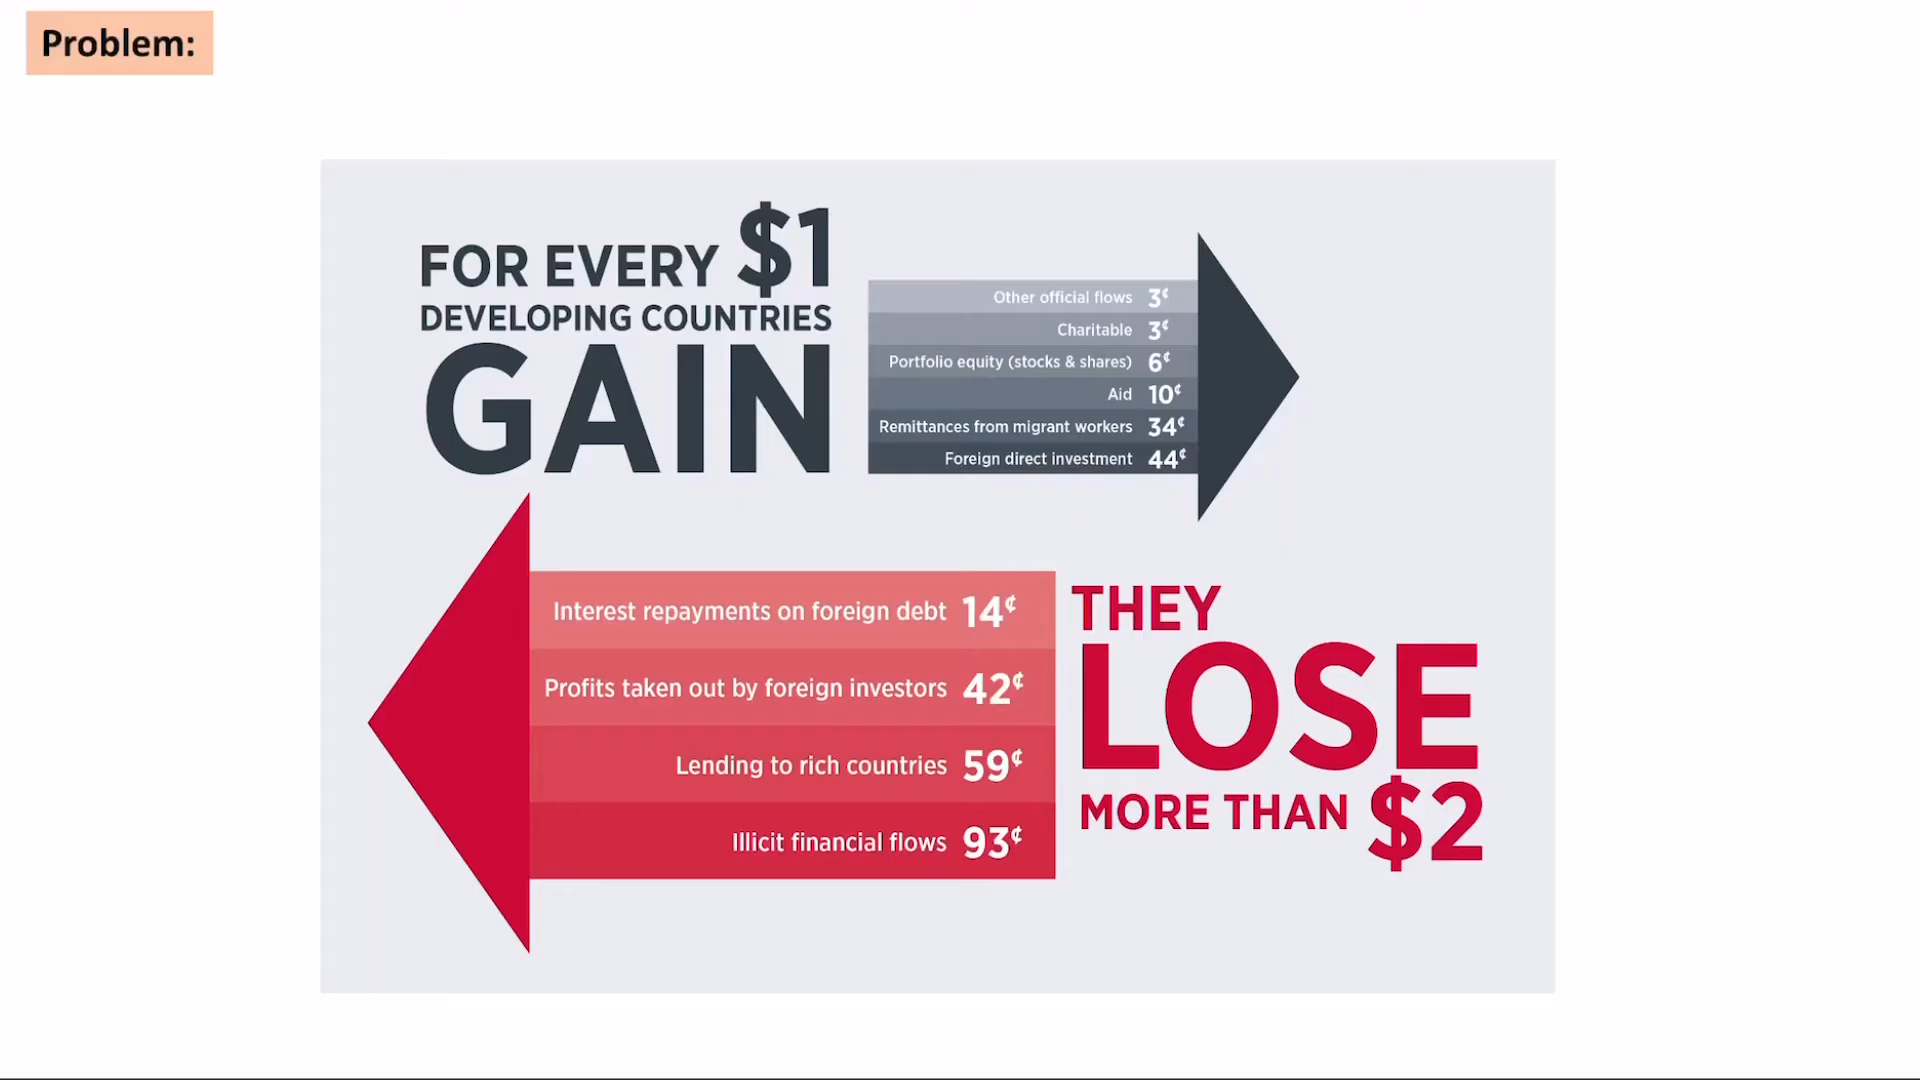 Problem:
FOR EVERY $1
DEVELOPING COUNTRIES
GAIN
Other official flows 3¢
Charitable 3¢
Portfolio equity (stocks & shares) 6¢
Aid 10¢
Remittances from migrant workers 34¢
Foreign direct investment 44¢
Interest repayments on foreign debt 14¢
Profits taken out by foreign investors 42¢
Lending to rich countries 59¢
Illicit financial flows 93¢
THEY
LOSE
MORE THAN $2